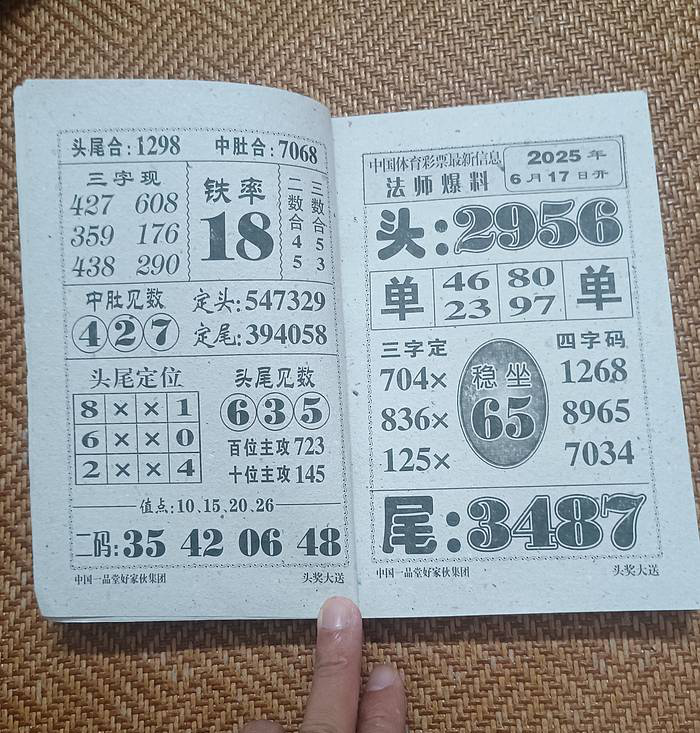 头尾合:1298 中肚合:7068
三字现
427 608
359 176
438 290
铁率
18
二数合45
三数合53
中肚见数
427
定头:547329
定尾:394058
头尾定位
8 × × 1
6 × × 0
2 × × 4
头尾见数
635
百位主攻723
十位主攻145
值点:10.15.20.26
二码:35 42 06 48
中国一品堂好家伙集团 头奖大送
中国体育彩票最新信息
法师爆料
2025年
6月17日开
头:2956
单 46 80 单
23 97
三字定
704×
836×
125×
稳坐
65
四字码
1268
8965
7034
尾:3487
中国一品堂好家伙集团 头奖大送